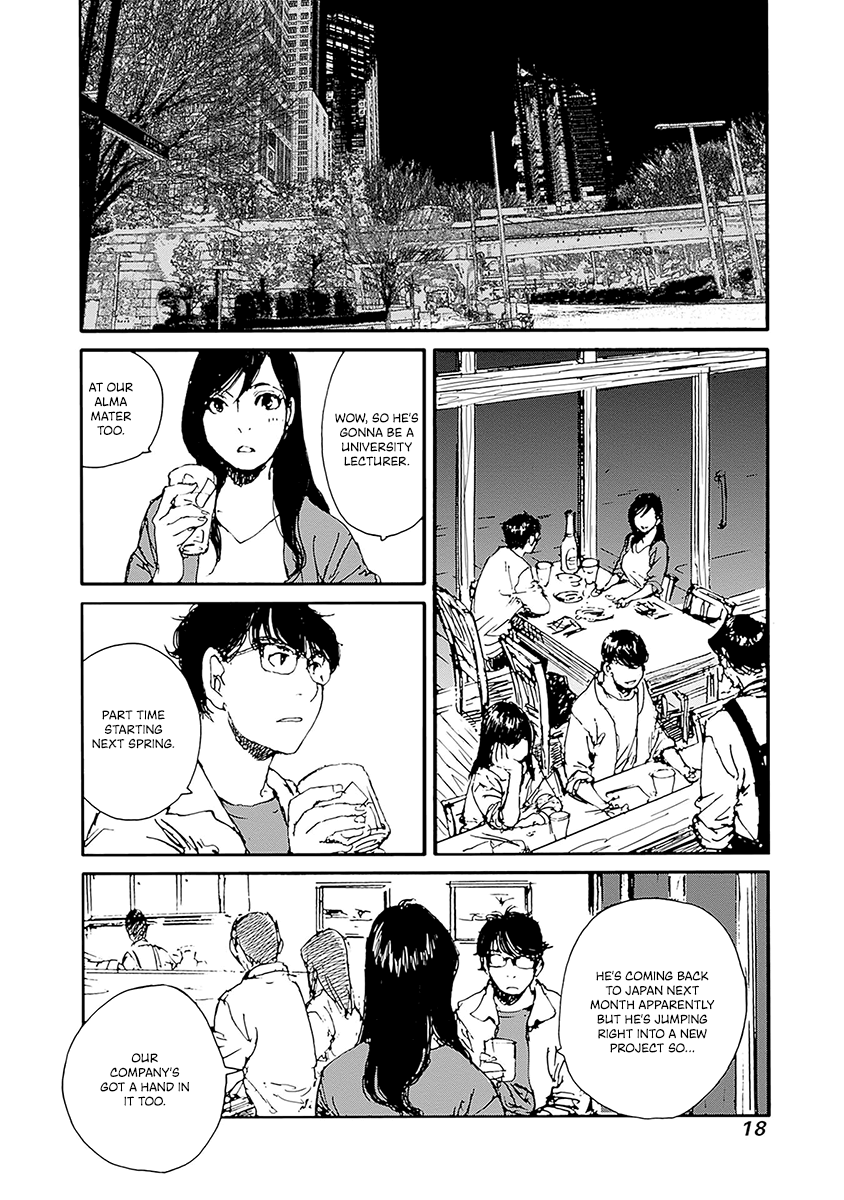 WOW, SO HE'S
GONNA BE A
UNIVERSITY
LECTURER.
AT OUR
ALMA
MATER
TOO.
PART TIME
STARTING
NEXT SPRING.
HE'S COMING BACK
TO JAPAN NEXT
MONTH APPARENTLY
BUT HE'S JUMPING
RIGHT INTO A NEW
PROJECT SO...
OUR
COMPANY'S
GOT A HAND IN
IT TOO.
18